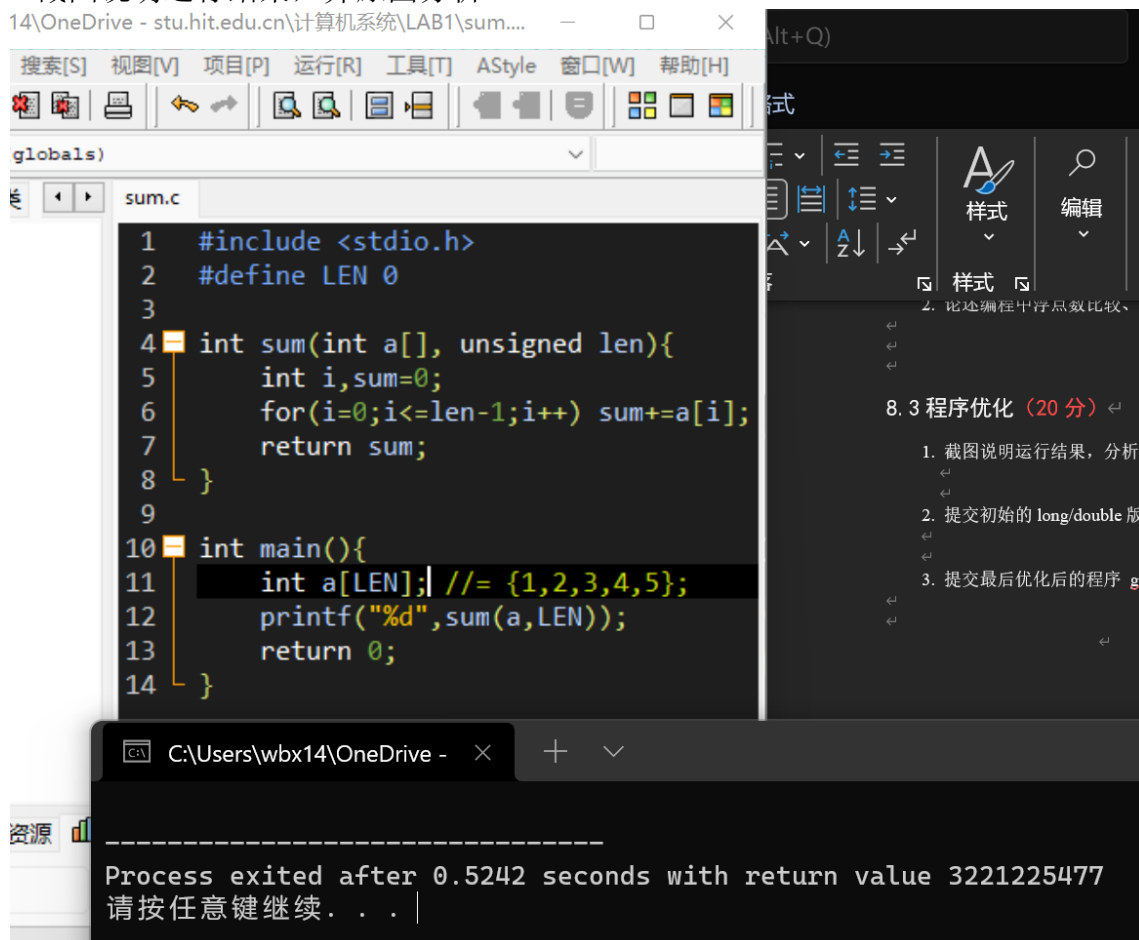 14\OneDrive - stu.hit.edu.cn\计算机系统\LAB1\sum....
搜索[S] 视图[V] 项目[P] 运行[R] 工具[T] AStyle 窗口[W] 帮助[H]
globals)
sum.c
1 #include <stdio.h>
2 #define LEN 0
3
4 int sum(int a[], unsigned len){
5 int i,sum=0;
6 for(i=0;i<=len-1;i++) sum+=a[i];
7 return sum;
8 }
9
10 int main(){
11 int a[LEN]; //= {1,2,3,4,5};
12 printf("%d",sum(a,LEN));
13 return 0;
14 }
资源
Alt+Q)
格式
样式
编辑
样式
2. 论述编程中浮点数比较、
8.3 程序优化（20 分）
1. 截图说明运行结果，分析
2. 提交初始的 long/double 版
3. 提交最后优化后的程序 g
C:\Users\wbx14\OneDrive -
--------------------------------
Process exited after 0.5242 seconds with return value 3221225477
请按任意键继续. . .